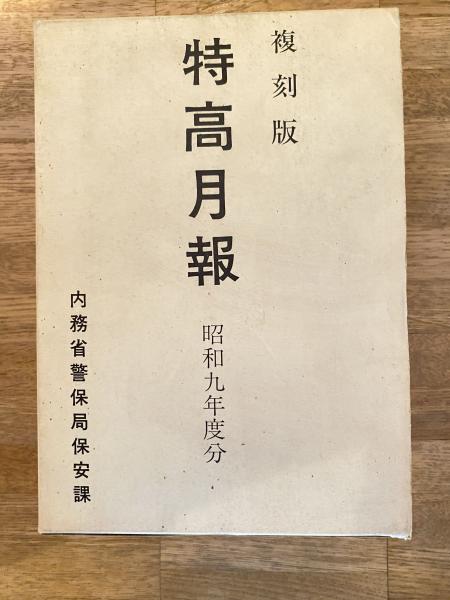 複刻版
特高月報
昭和九年度分
内務省警保局保安課